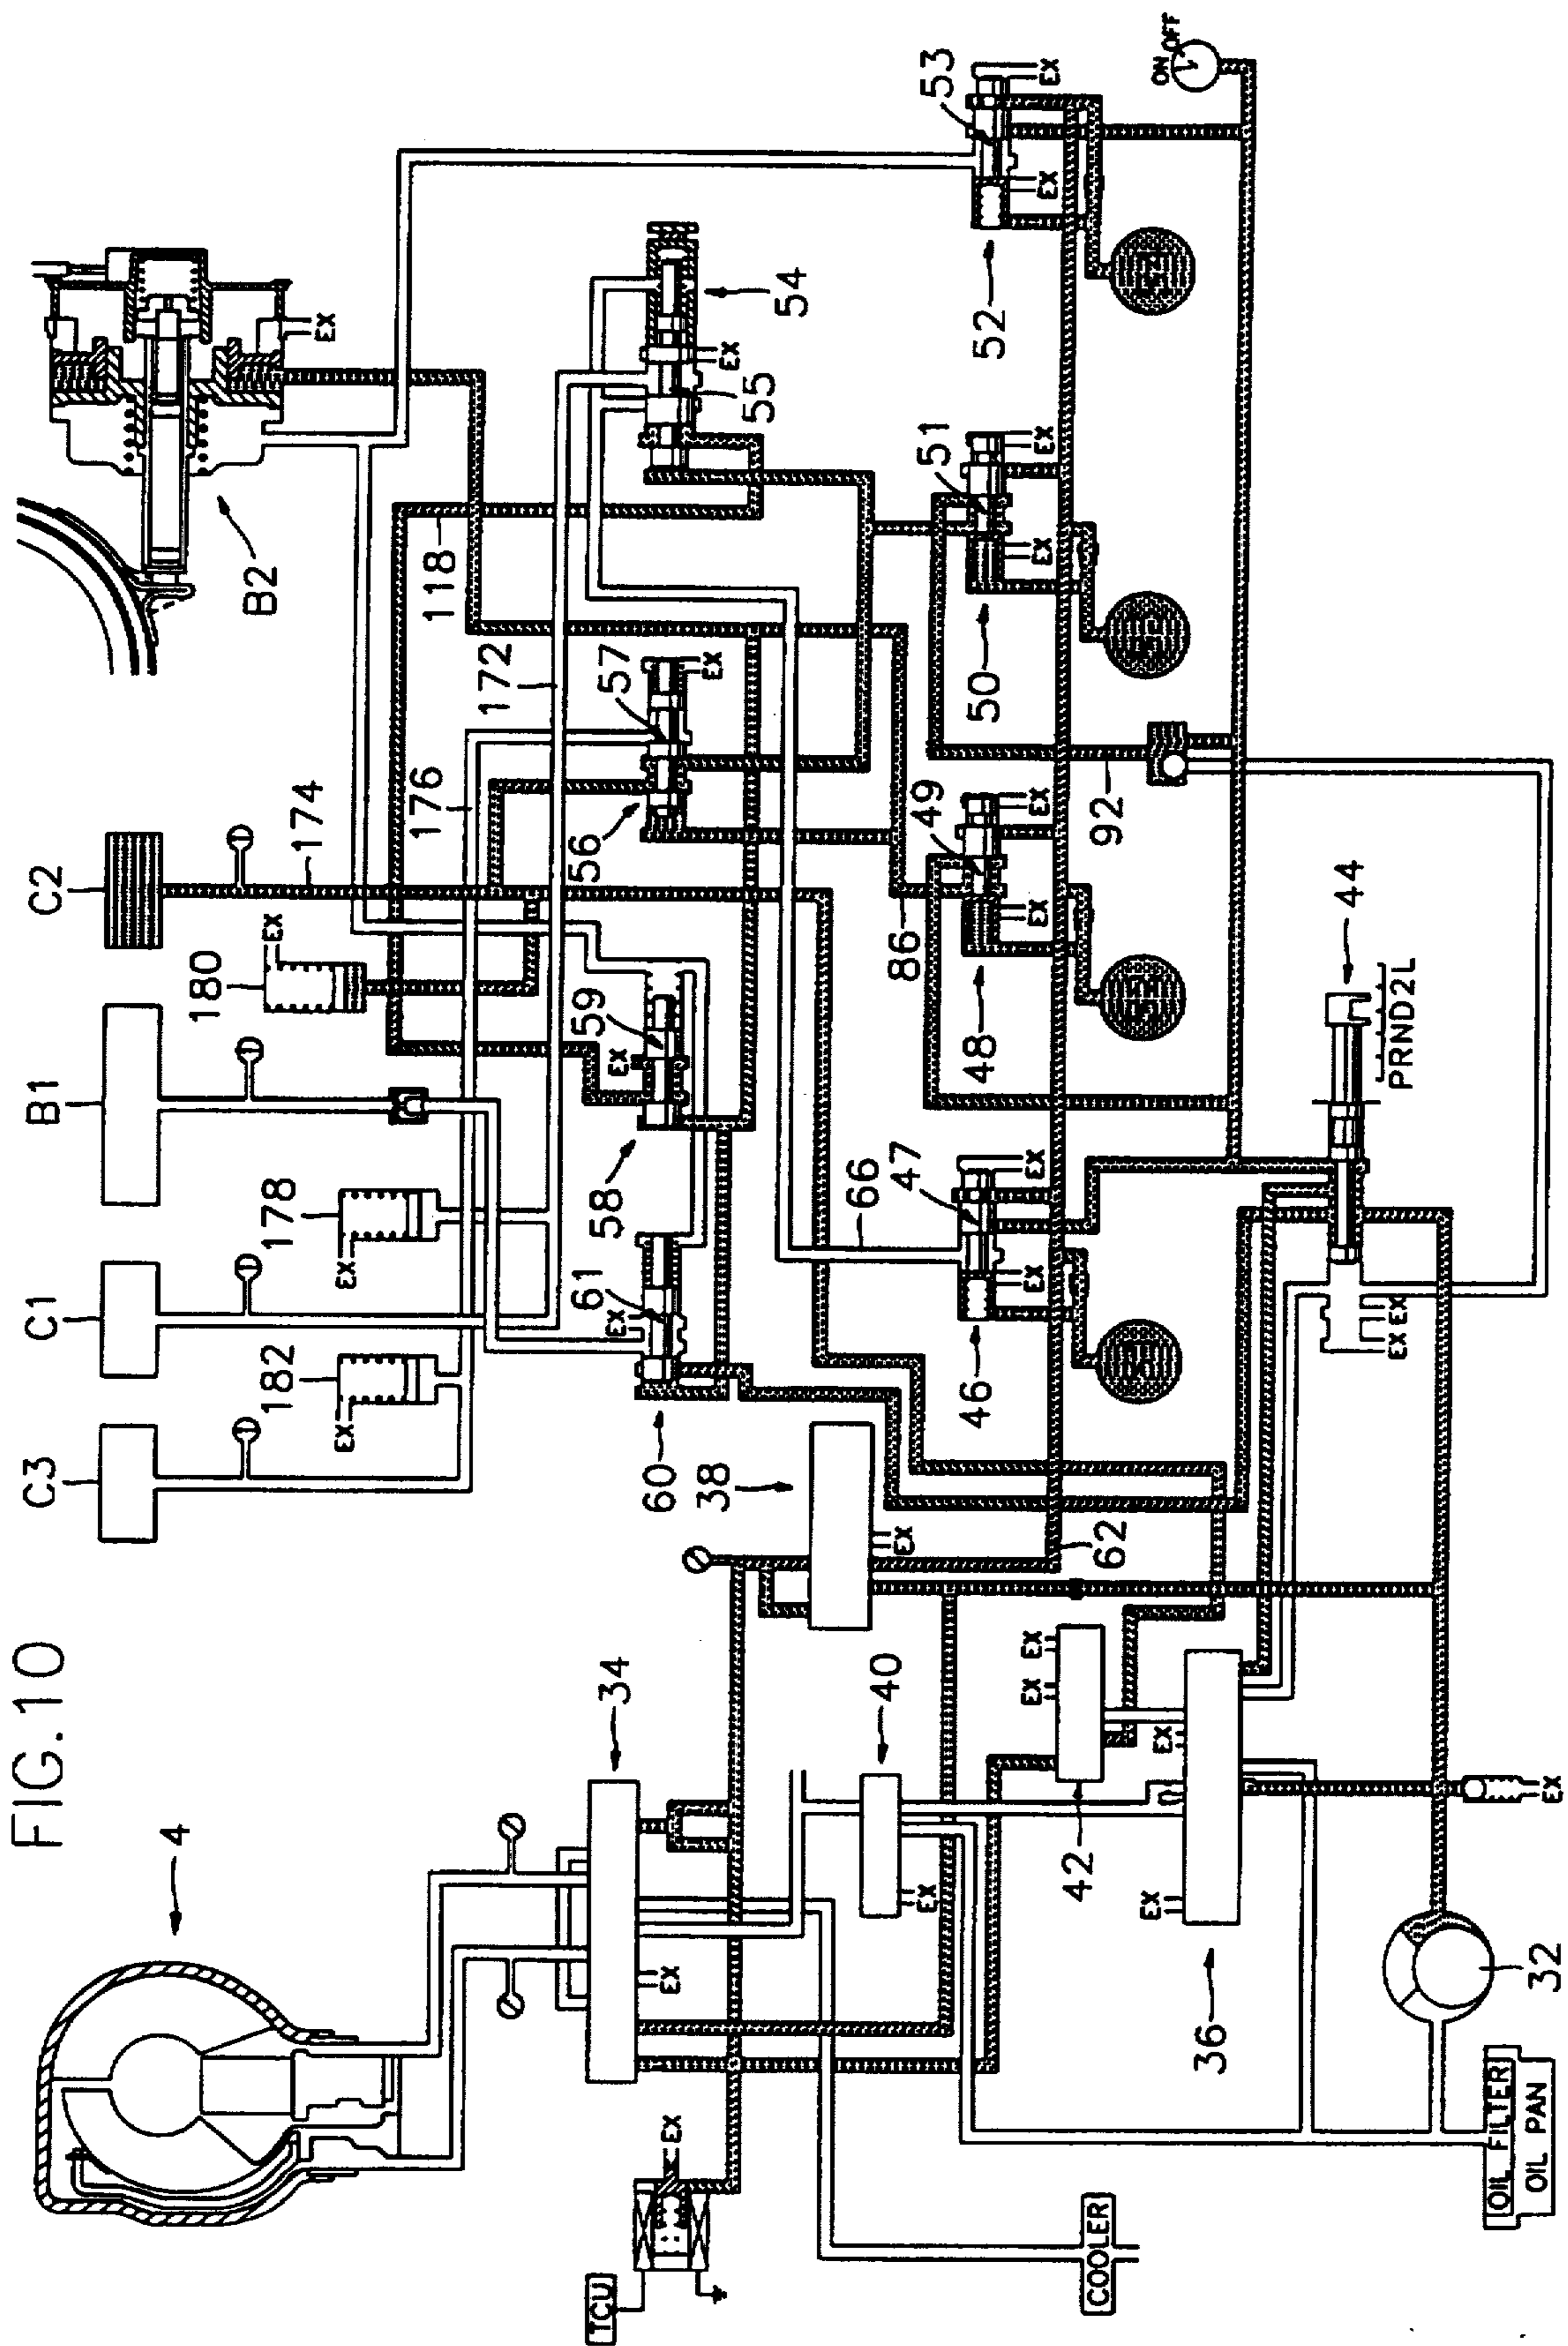 FIG.10
4
C3
C1
B1
C2
B2
182
178
180
174
176
172
118
EX
EX
EX
EX
34
60
61
58
59
56
57
55
54
EX
EX
EX
EX
EX
TCU
EX
38
66
EX
40
EX
46
47
EX
EX
48
49
86
EX
EX
50
51
EX
EX
52
53
EX
EX
COOLER
42
EX
EX
62
92
ON
OFF
36
EX
EX
44
PRND2L
EX
EX
32
EX
OIL FILTER
OIL PAN